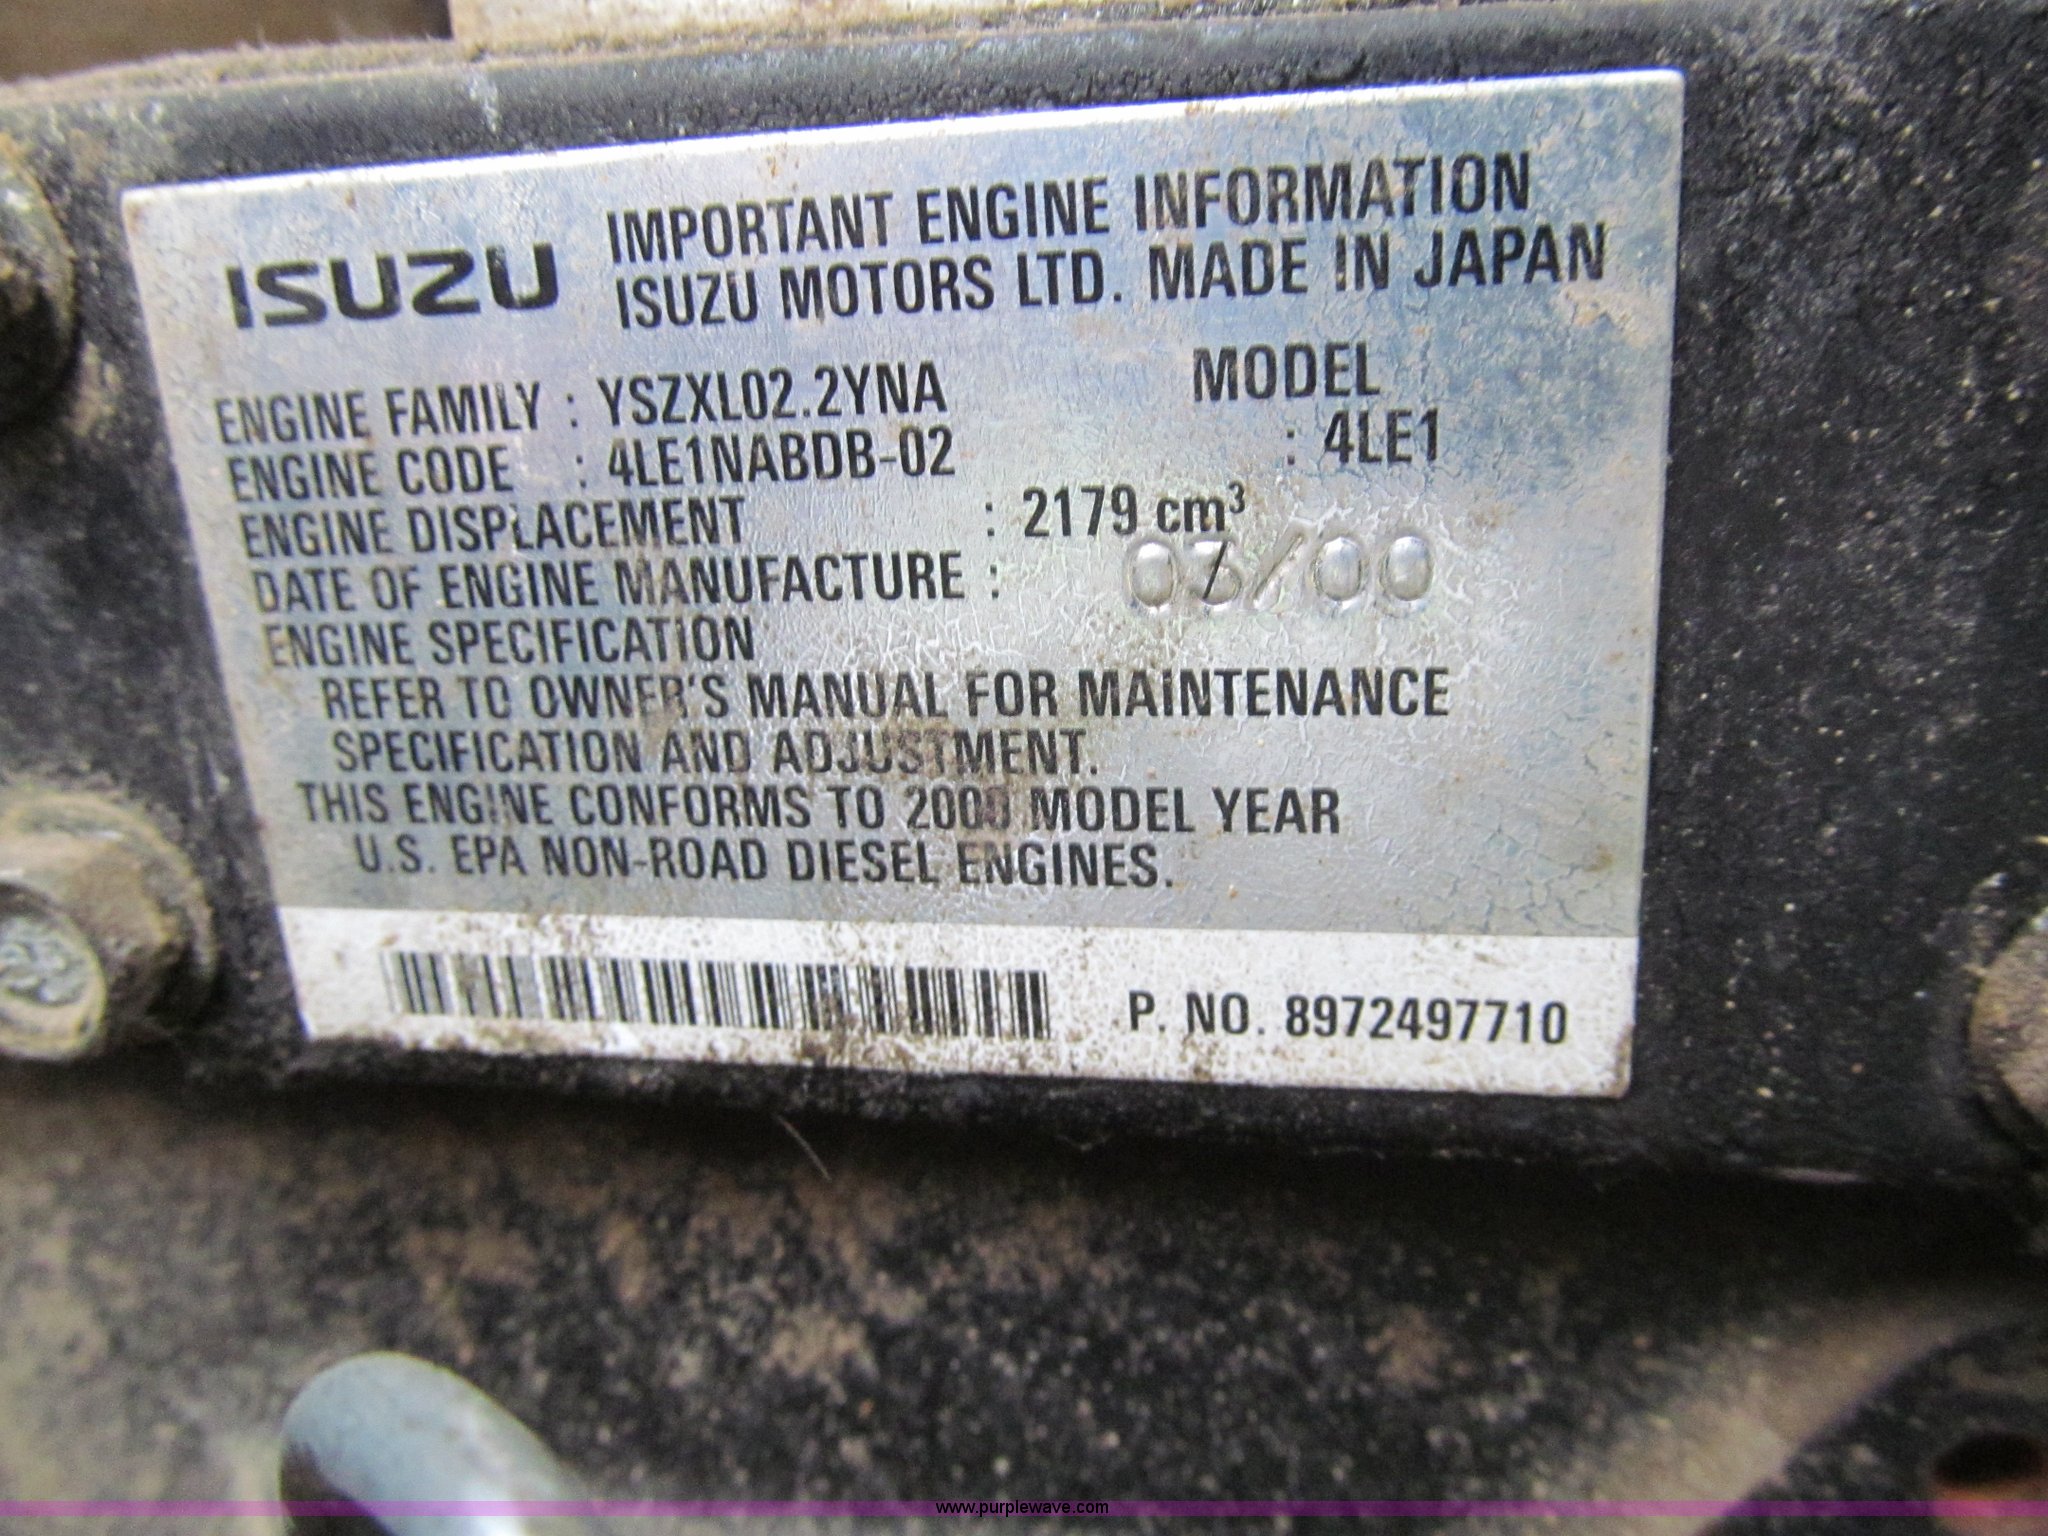 ISUZU
IMPORTANT ENGINE INFORMATION
ISUZU MOTORS LTD. MADE IN JAPAN
ENGINE FAMILY : YSZXL02.2YNA MODEL
ENGINE CODE : 4LE1NABDB-02 : 4LE1
ENGINE DISPLACEMENT : 2179 cm³
DATE OF ENGINE MANUFACTURE : 03/00
ENGINE SPECIFICATION
REFER TO OWNER'S MANUAL FOR MAINTENANCE
SPECIFICATION AND ADJUSTMENT.
THIS ENGINE CONFORMS TO 2000 MODEL YEAR
U.S. EPA NON-ROAD DIESEL ENGINES.
P. NO. 8972497710
www.purplewave.com